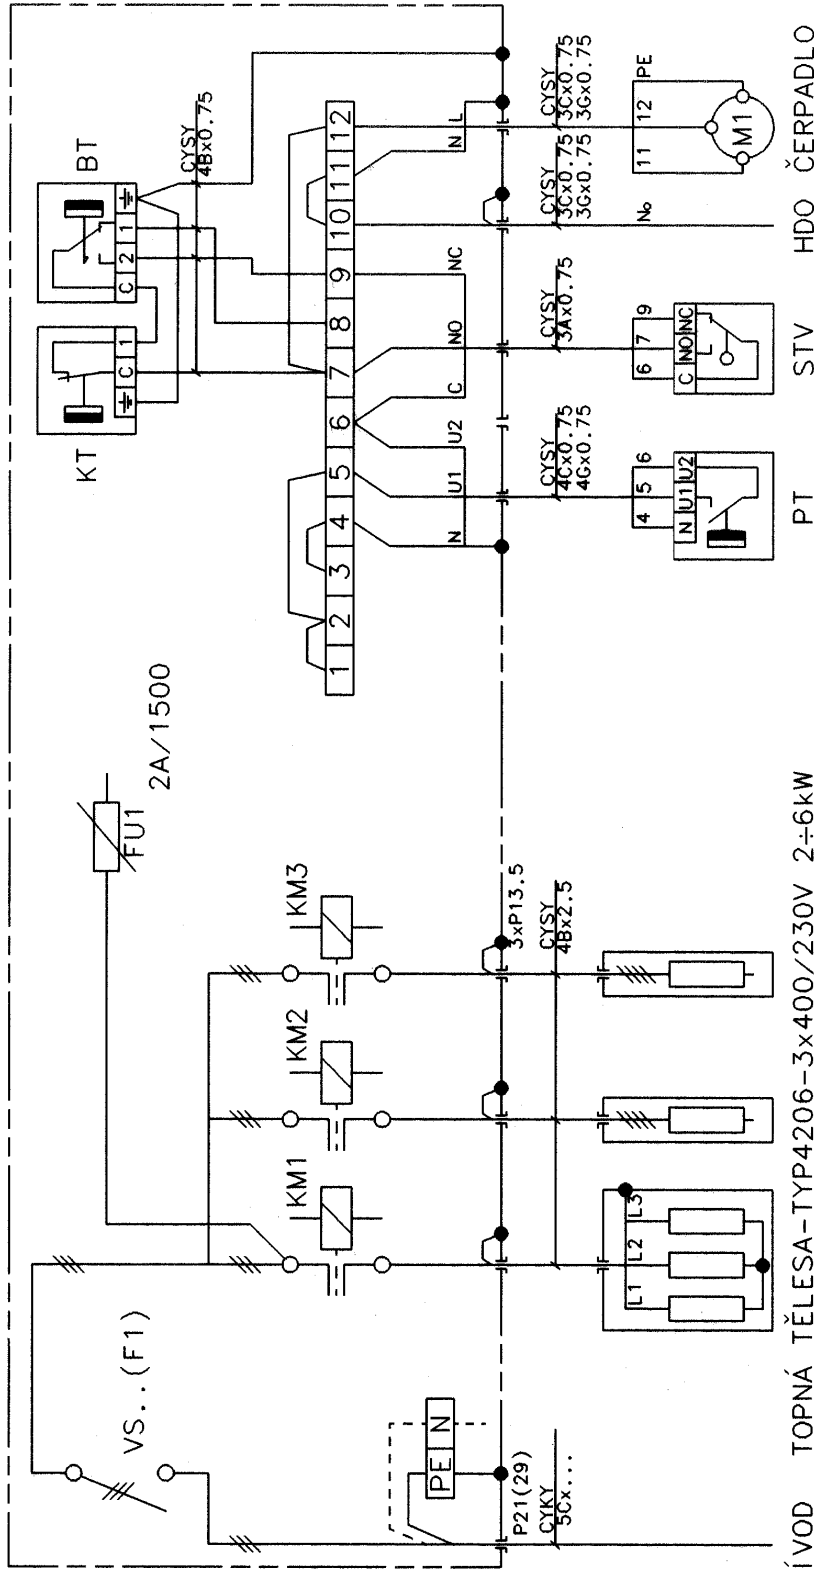 BT
KT
CYSY
4Bx0.75
C 2 1
C 1
1 2 3 4 5 6 7 8 9 10 11 12
N U1 U2 C NO NC N L
2A/1500
FU1
KM1
KM2
KM3
VS..(F1)
PE N
P21(29)
CYKY
5Cx...
3xP13.5
CYSY
4Bx2.5
CYSY
4Cx0.75
4Gx0.75
CYSY
3Ax0.75
CYSY
3Cx0.75
3Gx0.75
CYSY
3Cx0.75
3Gx0.75
L1 L2 L3
4 5 6
N U1 U2
6 7 9
C NO NC
No
11 12 PE
M1
ÍVOD
TOPNÁ TĚLESA-TYP4206-3x400/230V 2÷6kW
PT
STV
HDO
ČERPADLO